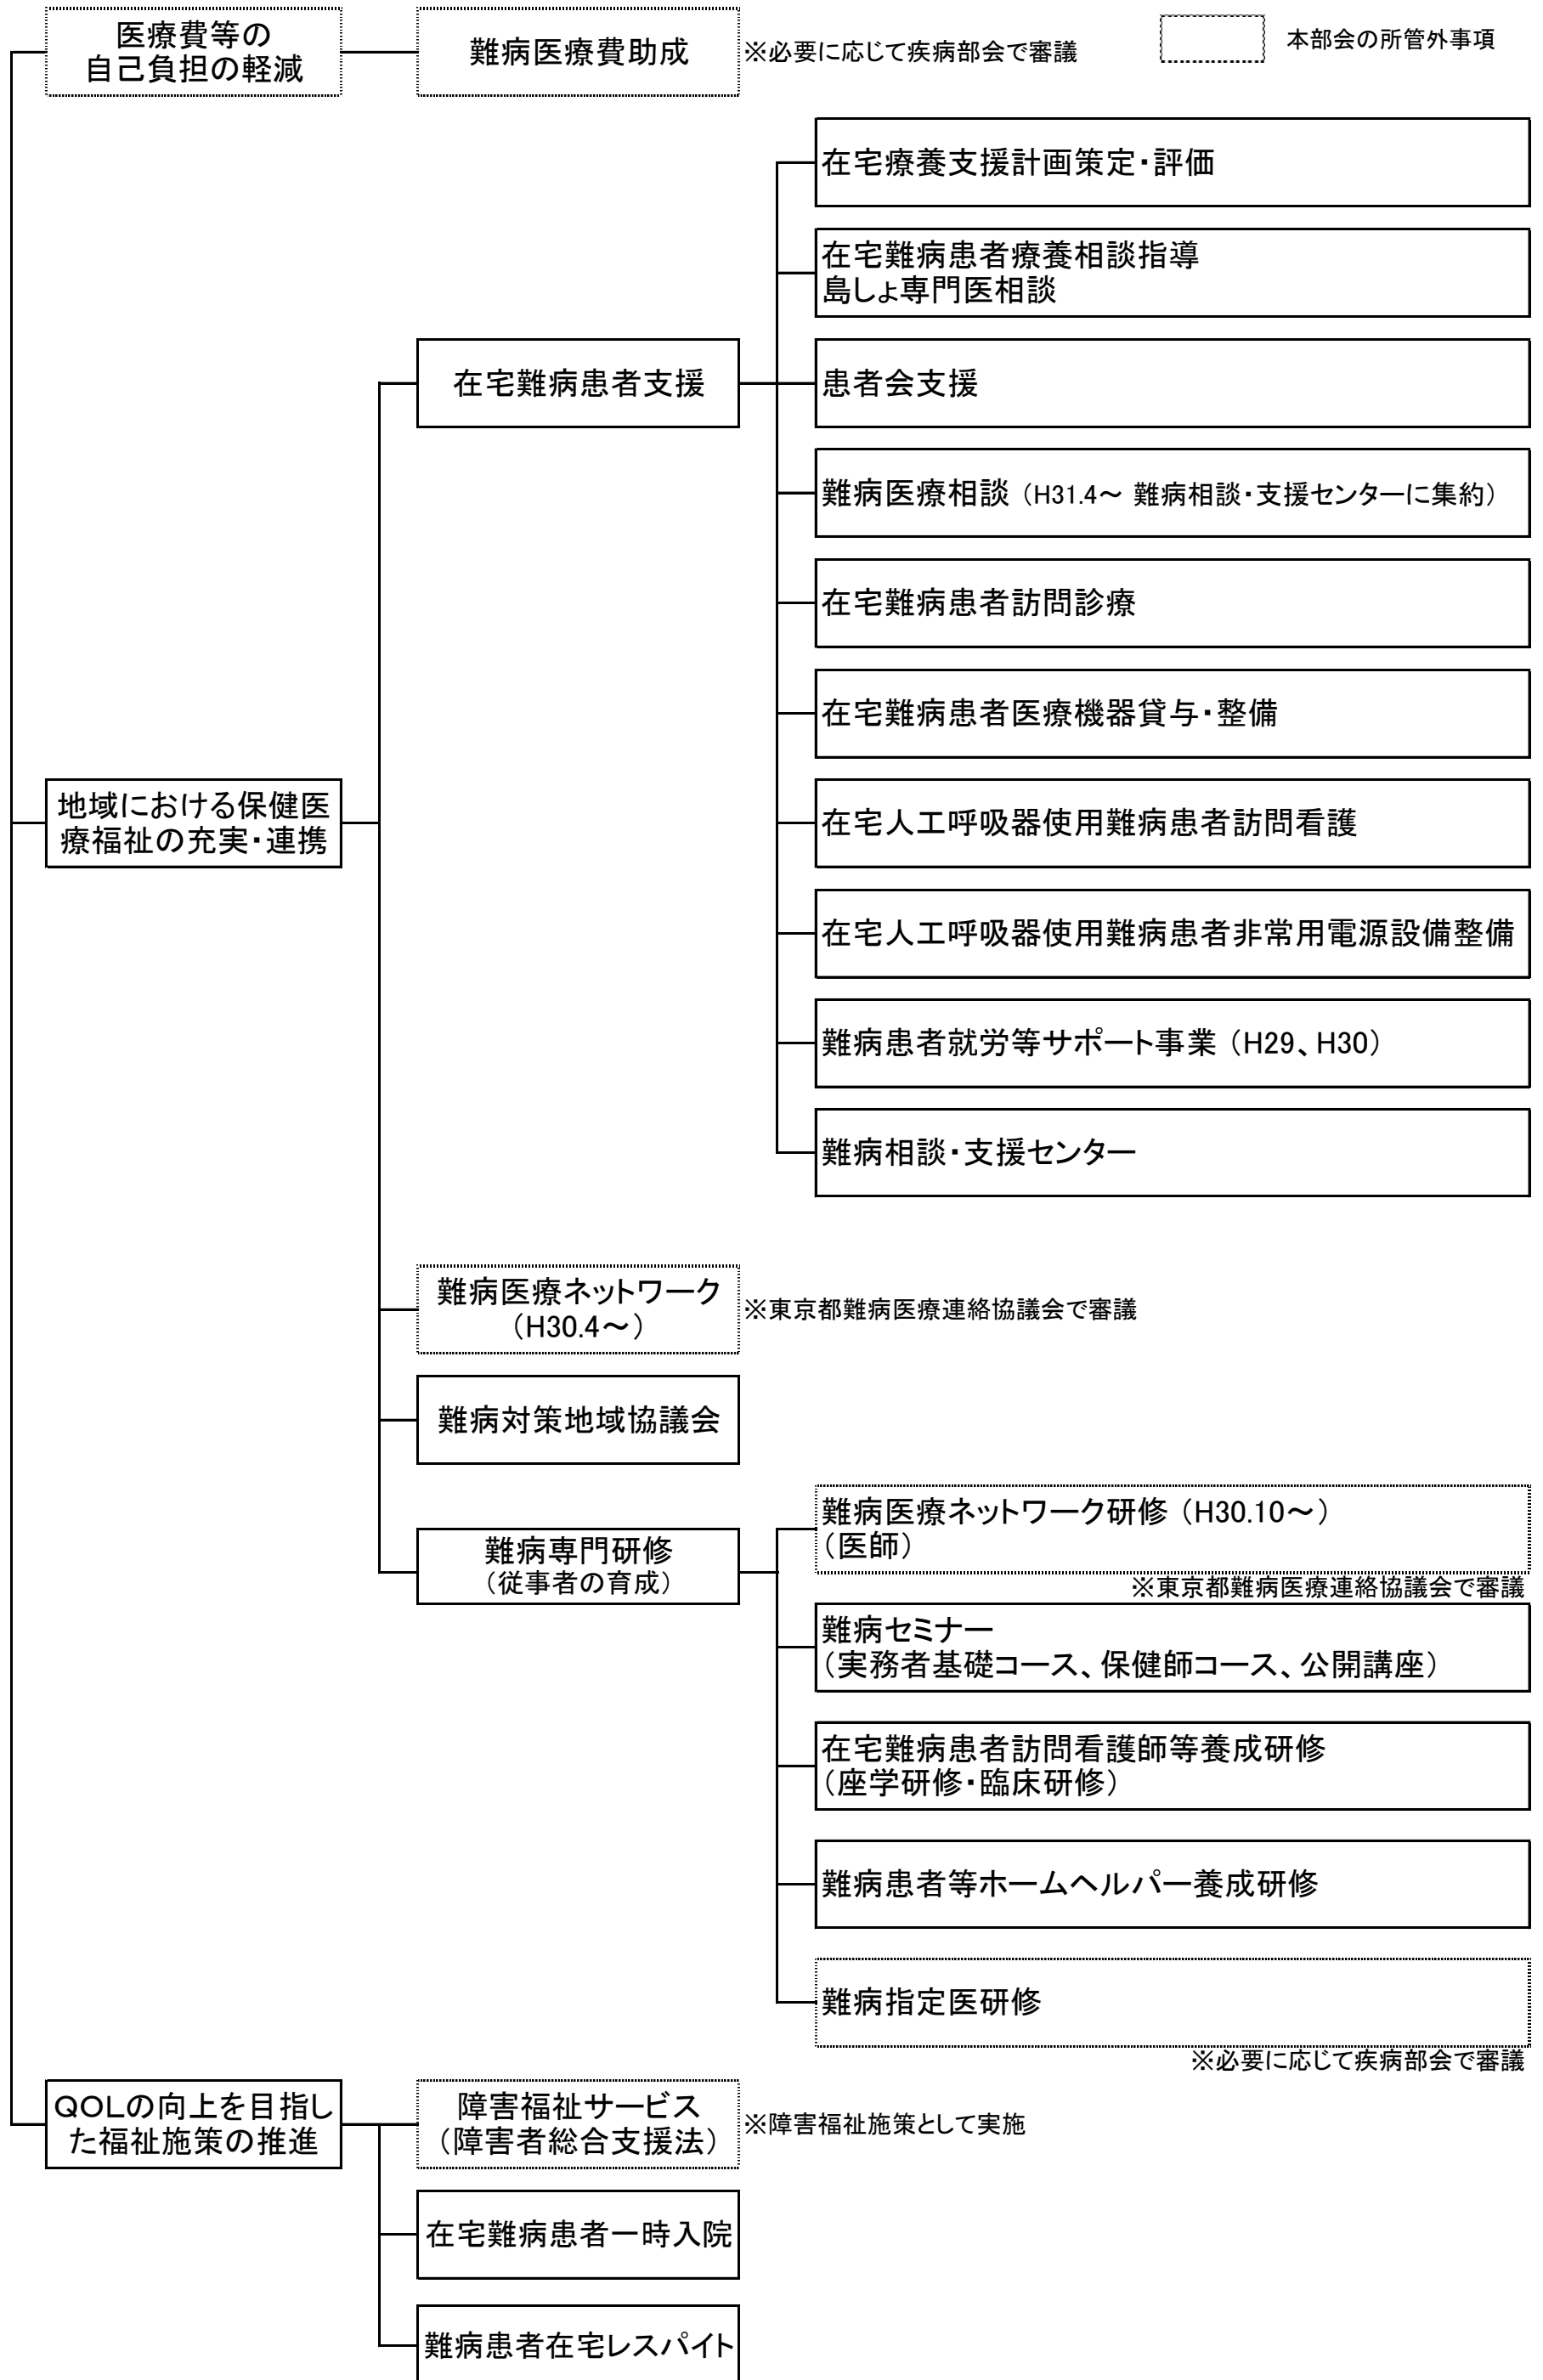 医療費等の
自己負担の軽減
難病医療費助成
※必要に応じて疾病部会で審議
本部会の所管外事項
在宅療養支援計画策定・評価
在宅難病患者療養相談指導
島しょ専門医相談
在宅難病患者支援
患者会支援
難病医療相談（H31.4～ 難病相談・支援センターに集約）
在宅難病患者訪問診療
在宅難病患者医療機器貸与・整備
地域における保健医
療福祉の充実・連携
在宅人工呼吸器使用難病患者訪問看護
在宅人工呼吸器使用難病患者非常用電源設備整備
難病患者就労等サポート事業（H29、H30）
難病相談・支援センター
難病医療ネットワーク
（H30.4～）
※東京都難病医療連絡協議会で審議
難病対策地域協議会
難病専門研修
（従事者の育成）
難病医療ネットワーク研修（H30.10～）
（医師）
※東京都難病医療連絡協議会で審議
難病セミナー
（実務者基礎コース、保健師コース、公開講座）
在宅難病患者訪問看護師等養成研修
（座学研修・臨床研修）
難病患者等ホームヘルパー養成研修
難病指定医研修
※必要に応じて疾病部会で審議
QOLの向上を目指し
た福祉施策の推進
障害福祉サービス
（障害者総合支援法）
※障害福祉施策として実施
在宅難病患者一時入院
難病患者在宅レスパイト